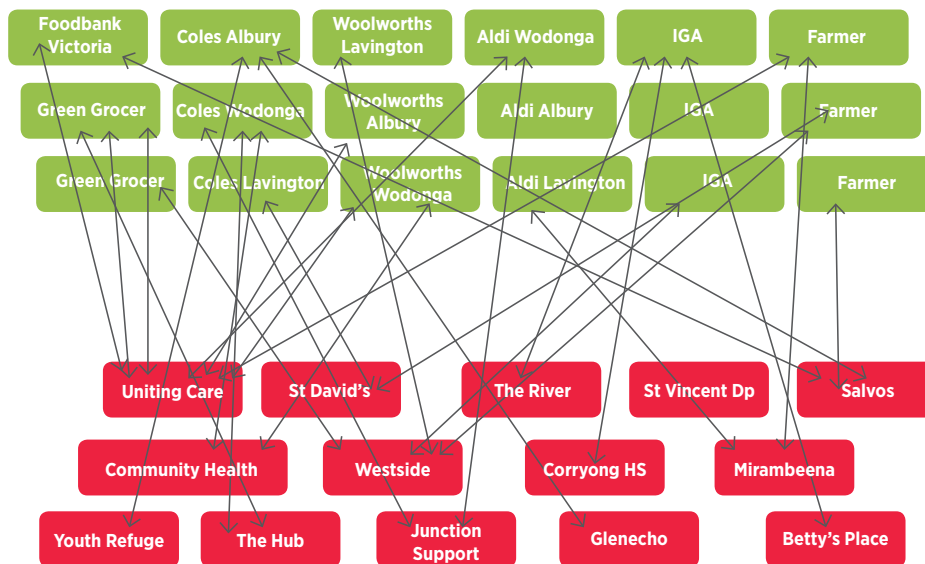 Foodbank
Victoria
Coles Albury
Woolworths
Lavington
Aldi Wodonga
IGA
Farmer
Green Grocer
Coles Wodonga
Woolworths
Albury
Aldi Albury
IGA
Farmer
Green Grocer
Coles Lavington
Woolworths
Wodonga
Aldi Lavington
IGA
Farmer
Uniting Care
St David's
The River
St Vincent Dp
Salvos
Community Health
Westside
Corryong HS
Mirambeena
Youth Refuge
The Hub
Junction
Support
Glenecho
Betty's Place